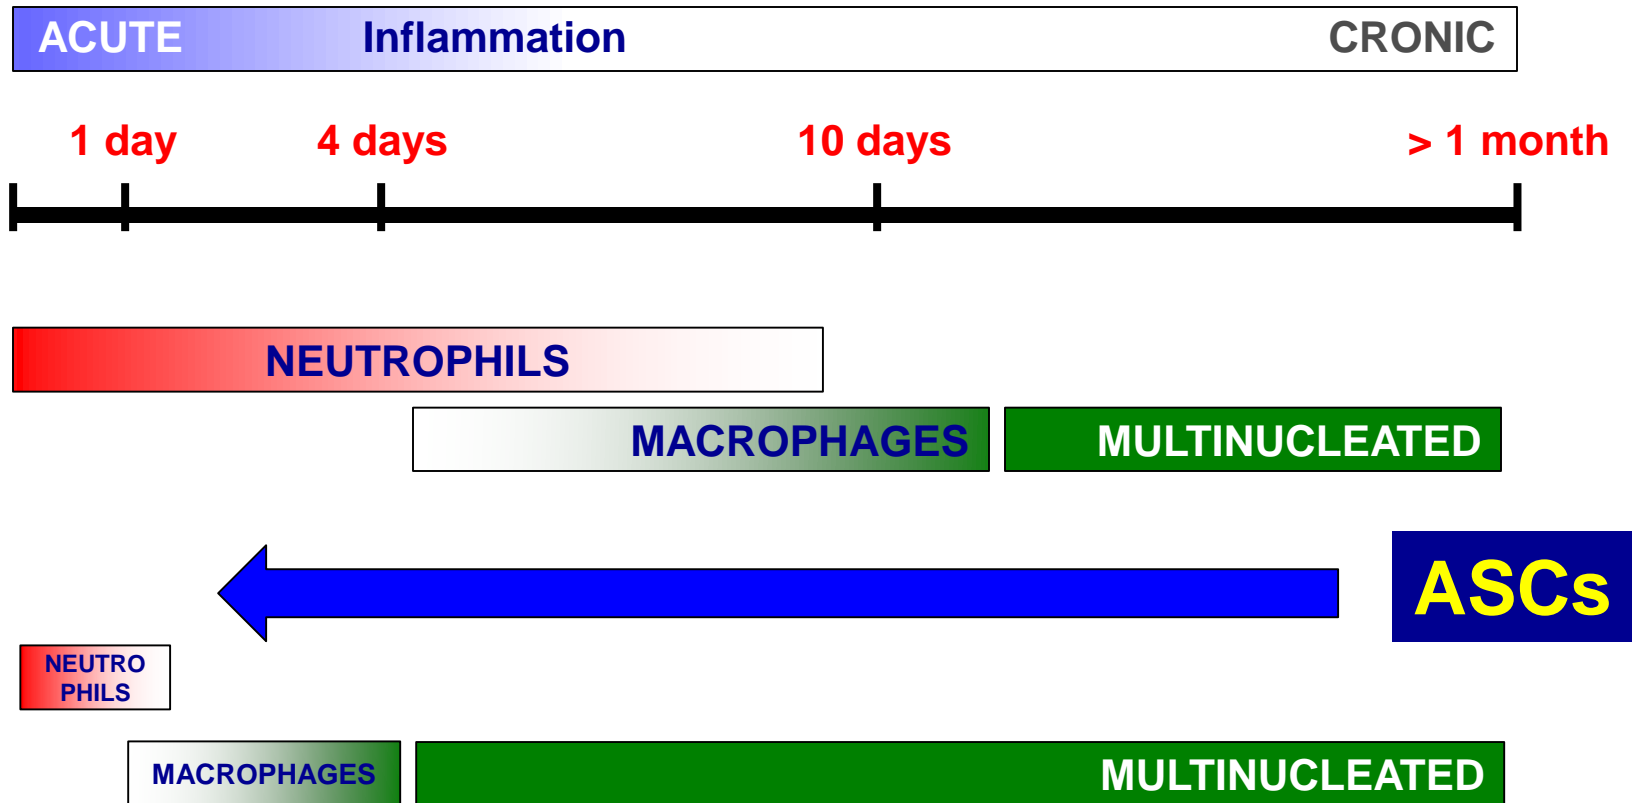 ACUTE Inflammation CRONIC
1 day 4 days 10 days > 1 month
NEUTROPHILS
MACROPHAGES MULTINUCLEATED
ASCs
NEUTRO
PHILS
MACROPHAGES MULTINUCLEATED